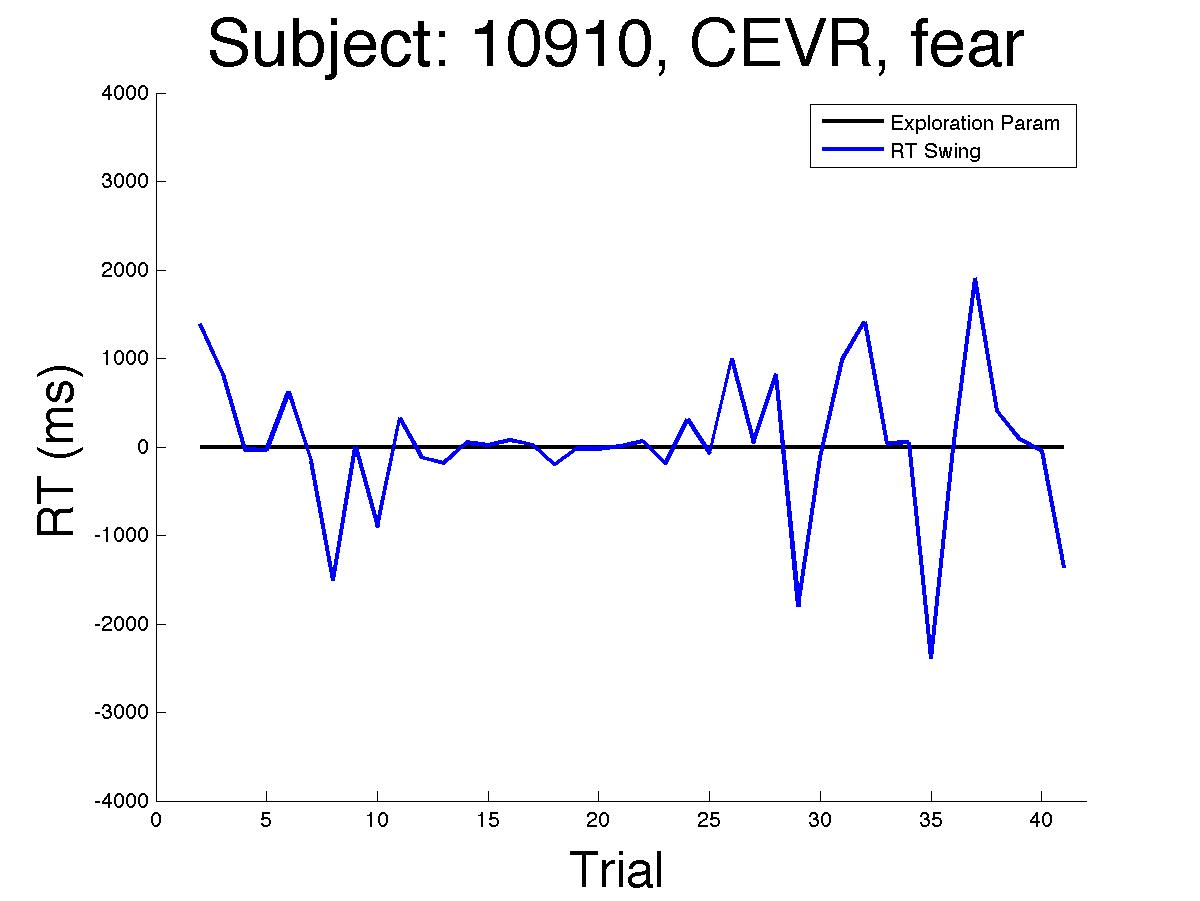 Subject: 10910, CEVR, fear
4000
3000
2000
1000
0
-1000
-2000
-3000
-4000
RT (ms)
Exploration Param
RT Swing
0 5 10 15 20 25 30 35 40
Trial